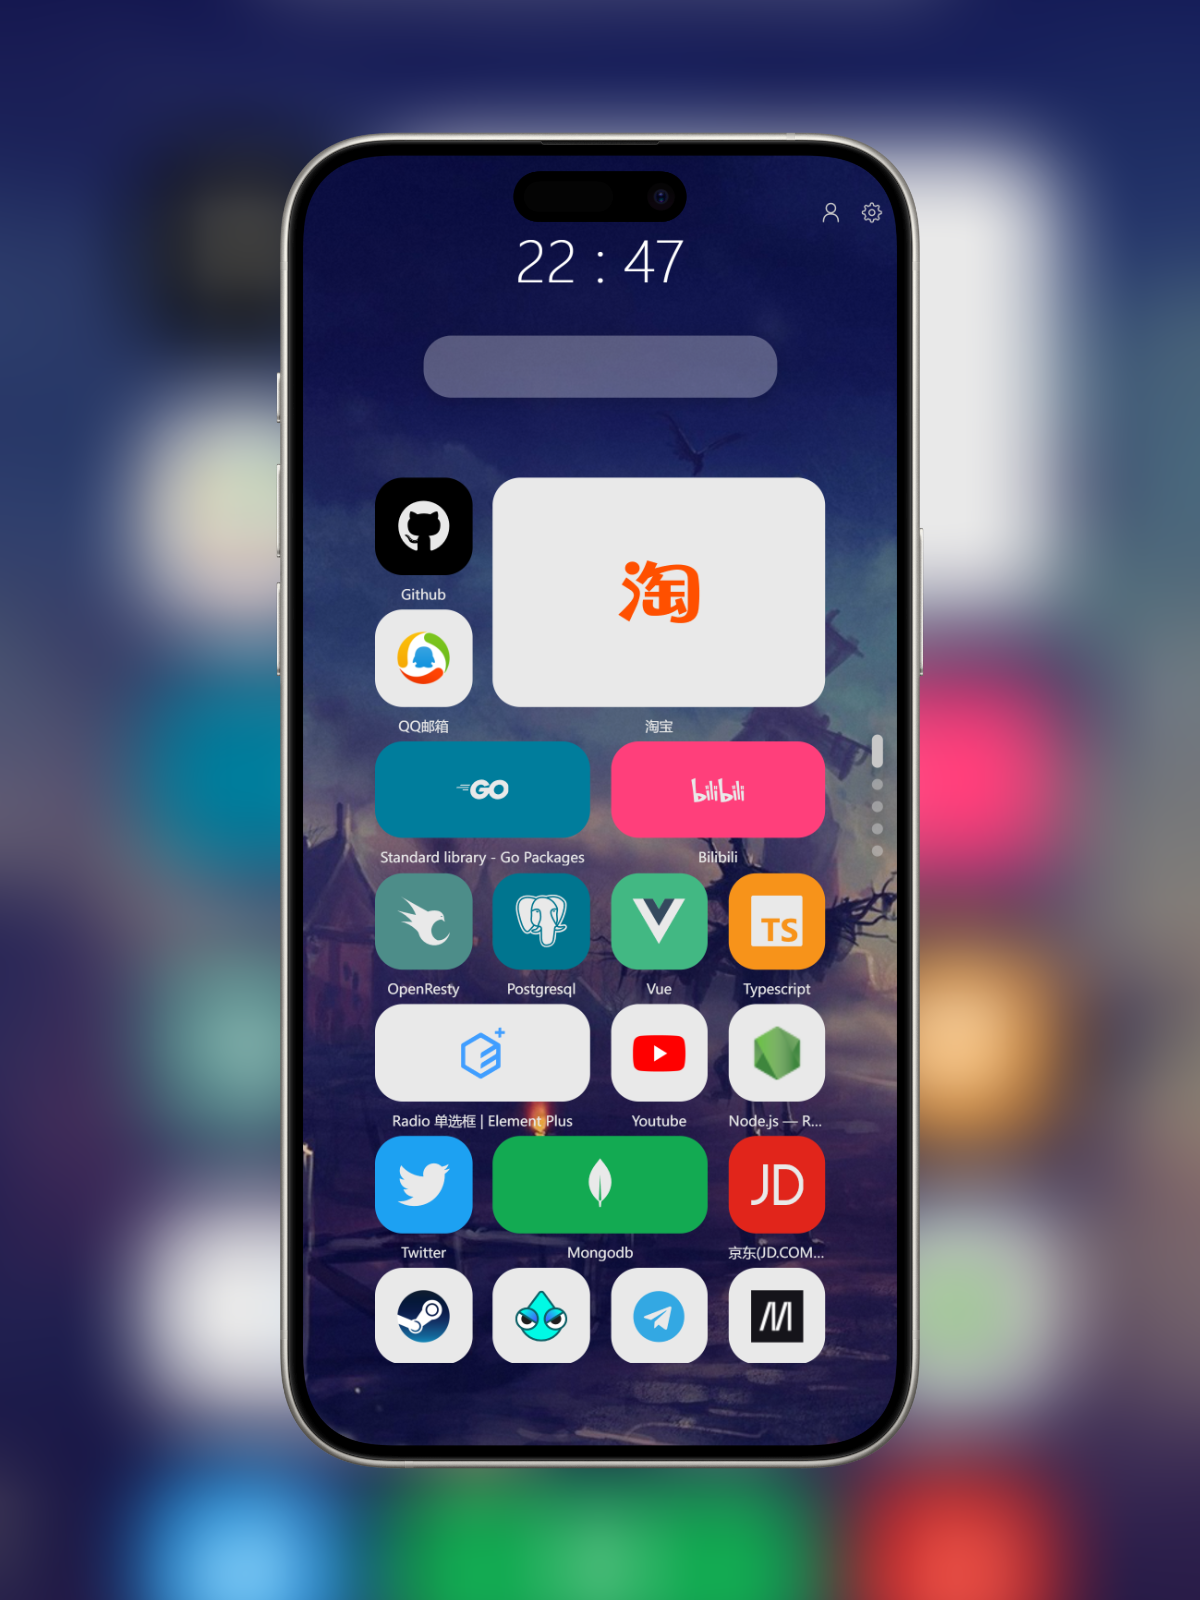 22 : 47
Github
淘
QQ邮箱
淘宝
GO
bilibili
Standard library - Go Packages
Bilibili
TS
OpenResty
Postgresql
Vue
Typescript
Radio 单选框 | Element Plus
Youtube
Node.js — R...
JD
Twitter
Mongodb
京东(JD.COM...